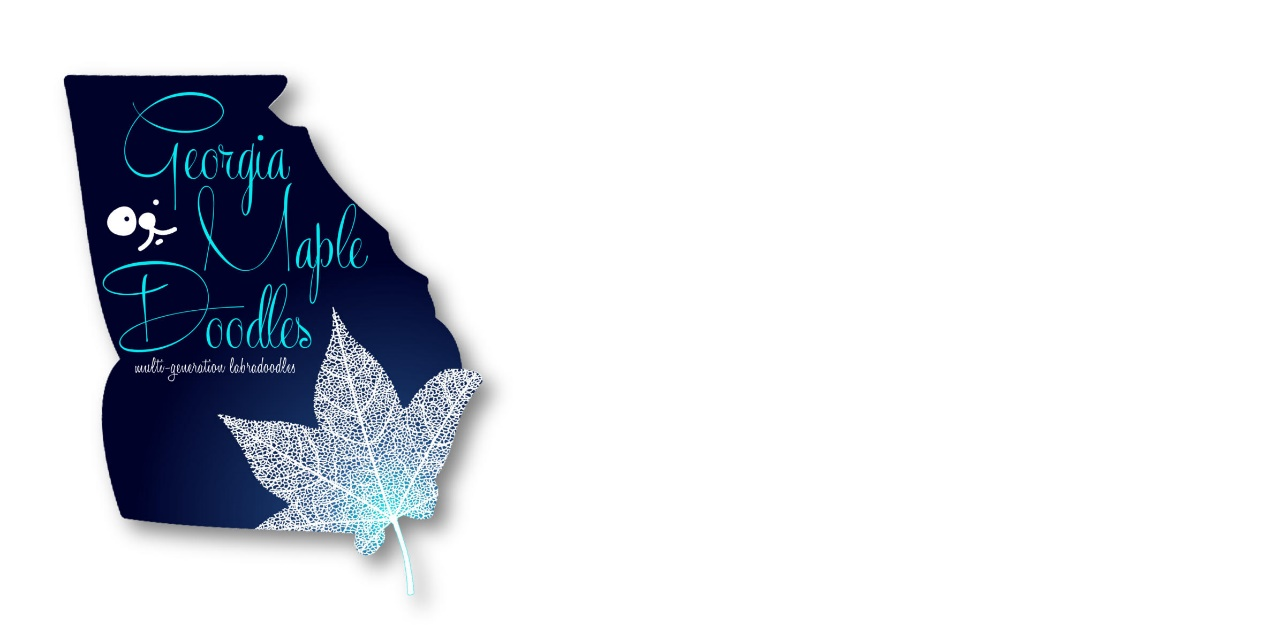 Georgia
Maple
Doodles
multi-generation labradoodles